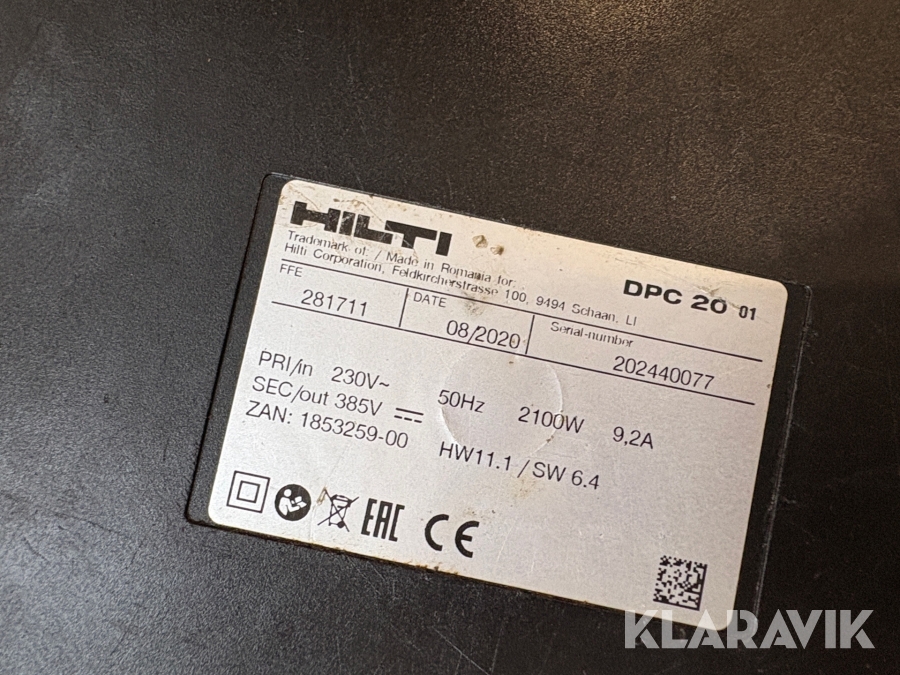 HILTI
Trademark of: / Made in Romania for:
Hilti Corporation, Feldkircherstrasse 100, 9494 Schaan, LI
DPC 20 01
FFE
281711
DATE
08/2020
Serial-number
202440077
PRI/in 230V~ 50Hz 2100W 9,2A
SEC/out 385V
ZAN: 1853259-00 HW11.1 / SW 6.4
EAC CE
KLARAVIK